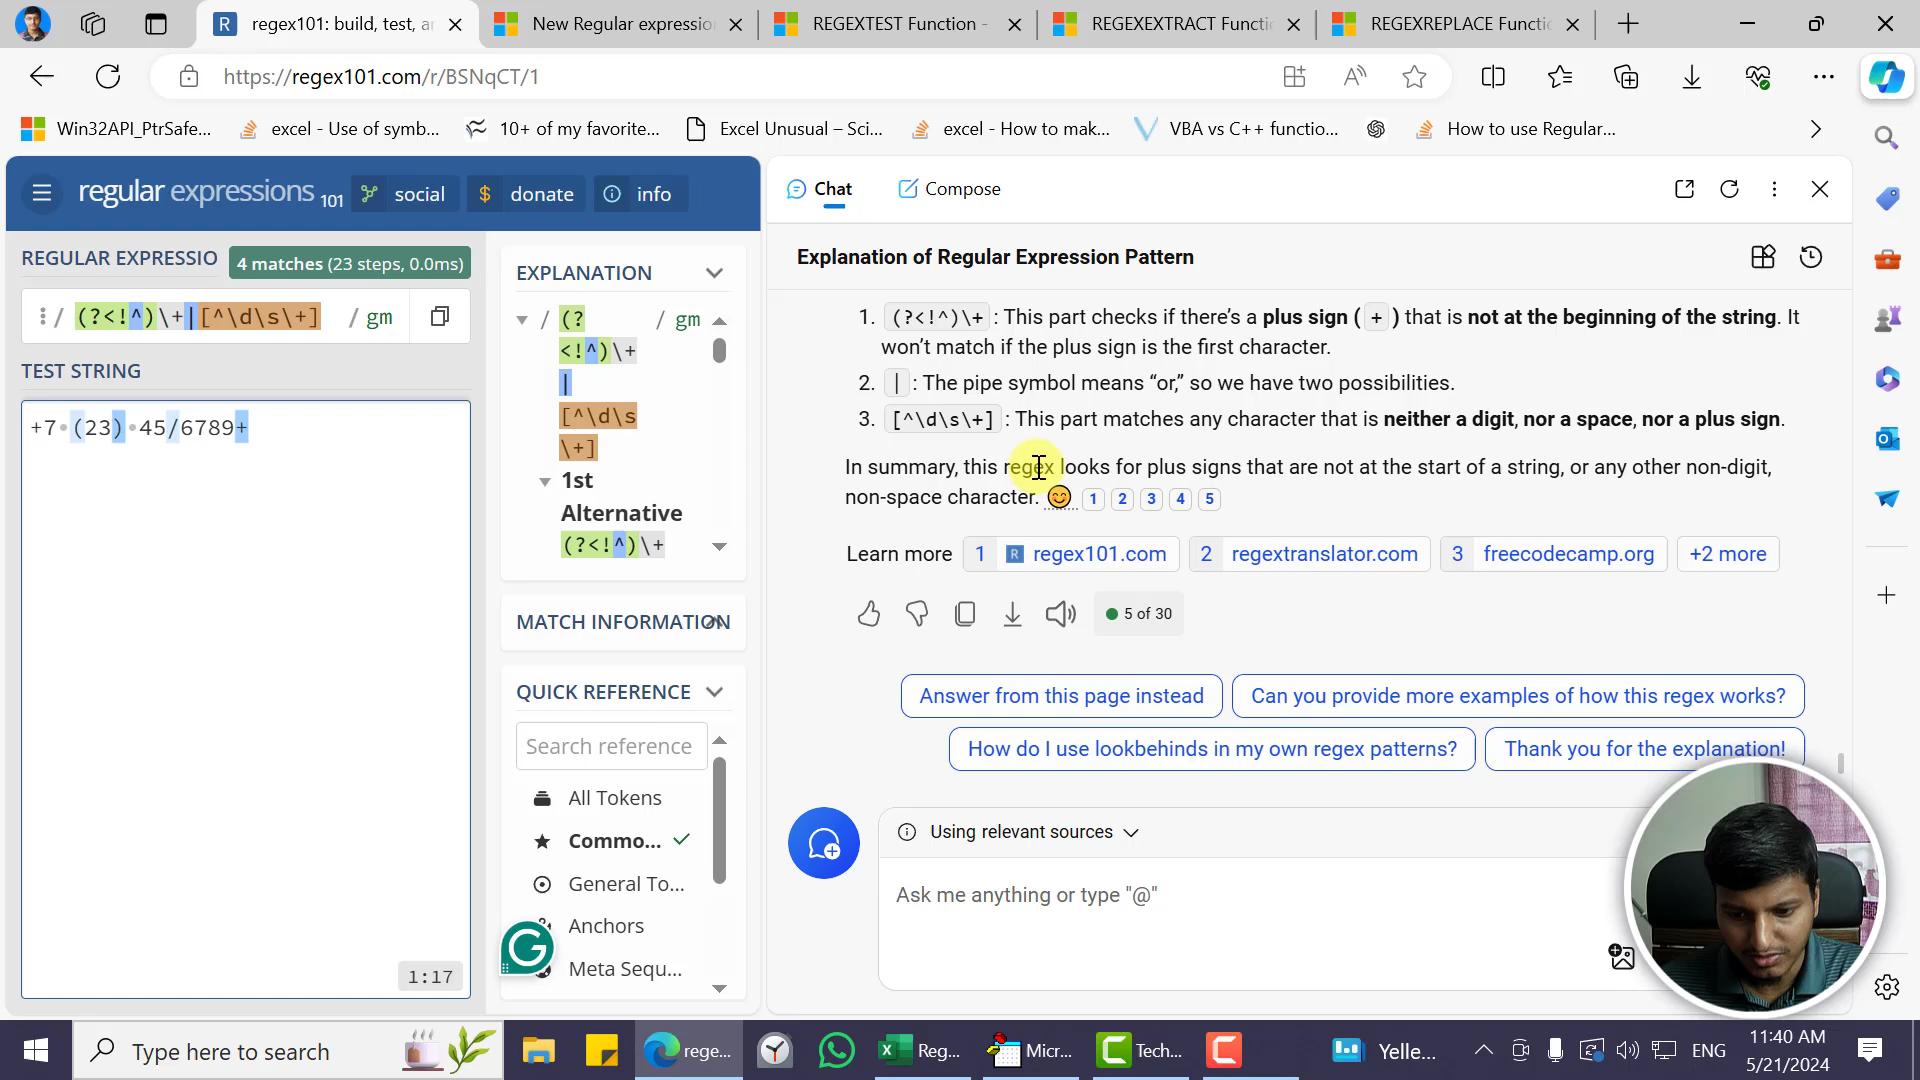 regex101: build, test, a
New Regular expressio
REGEXTEST Function -
REGEXEXTRACT Functi
REGEXREPLACE Functi
https://regex101.com/r/BSNqCT/1
Win32API_PtrSafe...
excel - Use of symb...
10+ of my favorite...
Excel Unusual – Sci...
excel - How to mak...
VBA vs C++ functio...
How to use Regular...
regular expressions 101
social
donate
info
Chat
Compose
REGULAR EXPRESSIO
4 matches (23 steps, 0.0ms)
/ (?<!^)\+|[^\d\s\+] / gm
TEST STRING
+7 (23) 45/6789+
1:17
EXPLANATION
/ (? / gm
<!^)\+
|
[^\d\s
\+]
1st
Alternative
(?<!^)\+
MATCH INFORMATION
QUICK REFERENCE
Search reference
All Tokens
Commo...
General To...
Anchors
Meta Sequ...
Explanation of Regular Expression Pattern
1. (?<!^)\+ : This part checks if there's a plus sign ( + ) that is not at the beginning of the string. It
won't match if the plus sign is the first character.
2. | : The pipe symbol means “or,” so we have two possibilities.
3. [^\d\s\+] : This part matches any character that is neither a digit, nor a space, nor a plus sign.
In summary, this regex looks for plus signs that are not at the start of a string, or any other non-digit,
non-space character. 😊 1 2 3 4 5
Learn more 1 regex101.com 2 regextranslator.com 3 freecodecamp.org +2 more
5 of 30
Answer from this page instead
Can you provide more examples of how this regex works?
How do I use lookbehinds in my own regex patterns?
Thank you for the explanation!
Using relevant sources
Ask me anything or type "@"
Type here to search
rege...
Reg...
Micr...
Tech...
Yelle...
ENG
11:40 AM
5/21/2024